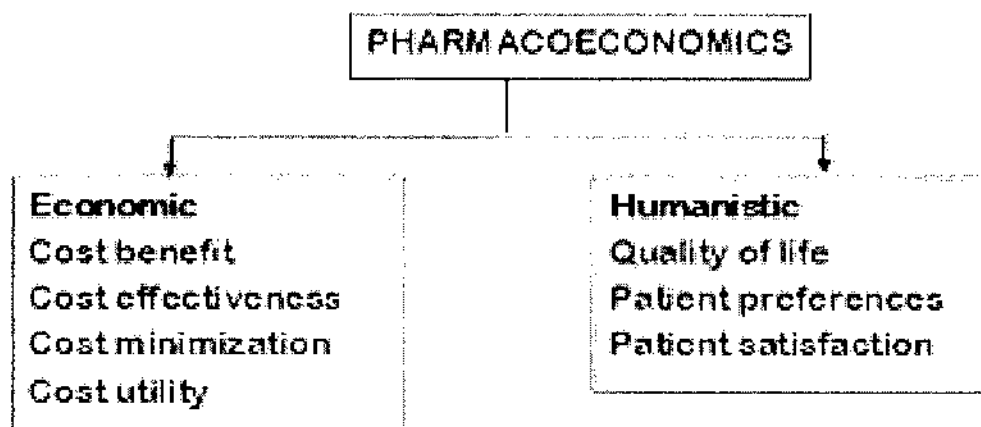 PHARMACOECONOMICS
Economic
Cost benefit
Cost effectiveness
Cost minimization
Cost utility
Humanistic
Quality of life
Patient preferences
Patient satisfaction